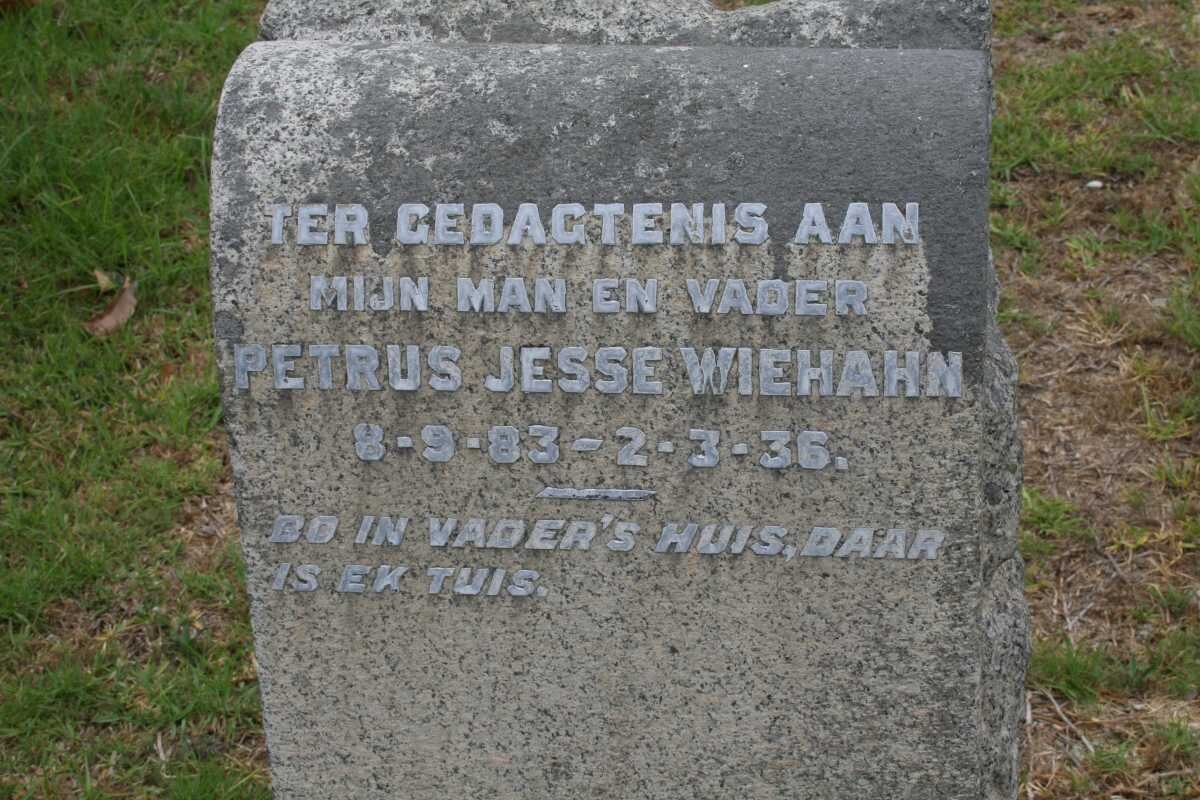 TER GEDAGTENIS AAN
MIJN MAN EN VADER
PETRUS JESSE WIEHAHN
8-9-83-2-3-36.
BO IN VADER'S HUIS, DAAR
IS EK TUIS.